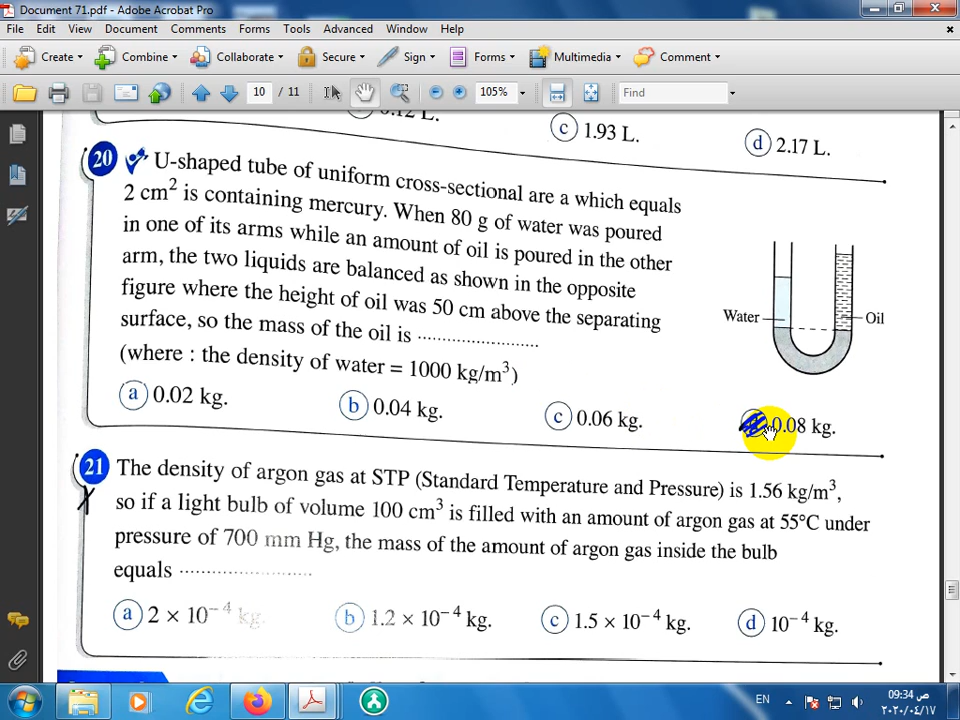 Document 71.pdf - Adobe Acrobat Pro
File Edit View Document Comments Forms Tools Advanced Window Help
Create Combine Collaborate Secure Sign Forms Multimedia Comment
10 / 11 105% Find
0.12 L.
c 1.93 L.
d 2.17 L.
20 U-shaped tube of uniform cross-sectional are a which equals
2 cm² is containing mercury. When 80 g of water was poured
in one of its arms while an amount of oil is poured in the other
arm, the two liquids are balanced as shown in the opposite
figure where the height of oil was 50 cm above the separating
surface, so the mass of the oil is ........................
(where : the density of water = 1000 kg/m³)
Water
Oil
a 0.02 kg.
b 0.04 kg.
c 0.06 kg.
0.08 kg.
21 The density of argon gas at STP (Standard Temperature and Pressure) is 1.56 kg/m³,
so if a light bulb of volume 100 cm³ is filled with an amount of argon gas at 55°C under
pressure of 700 mm Hg, the mass of the amount of argon gas inside the bulb
equals ..........................
a 2 × 10⁻⁴ kg.
b 1.2 × 10⁻⁴ kg.
c 1.5 × 10⁻⁴ kg.
d 10⁻⁴ kg.
EN
09:34 ص
٢٠٢٠/٠٤/١٧